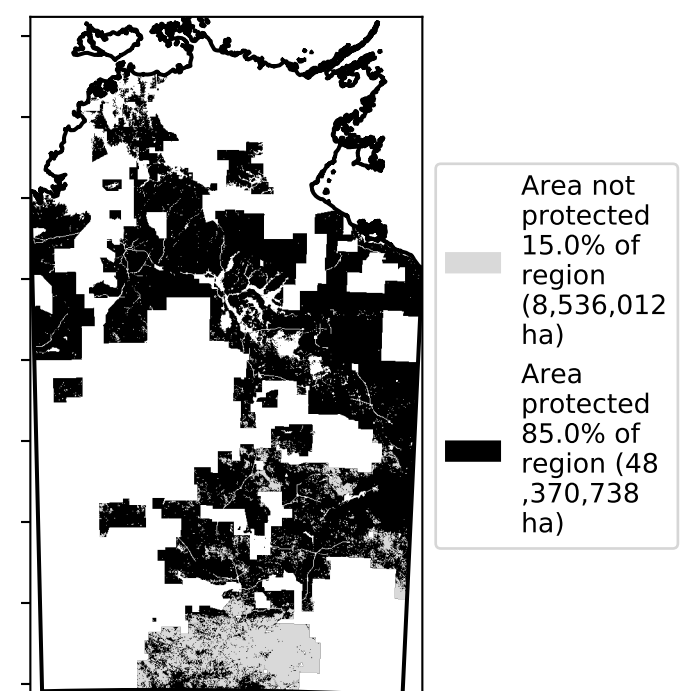 Area not
protected
15.0% of
region
(8,536,012
ha)
Area
protected
85.0% of
region (48
,370,738
ha)